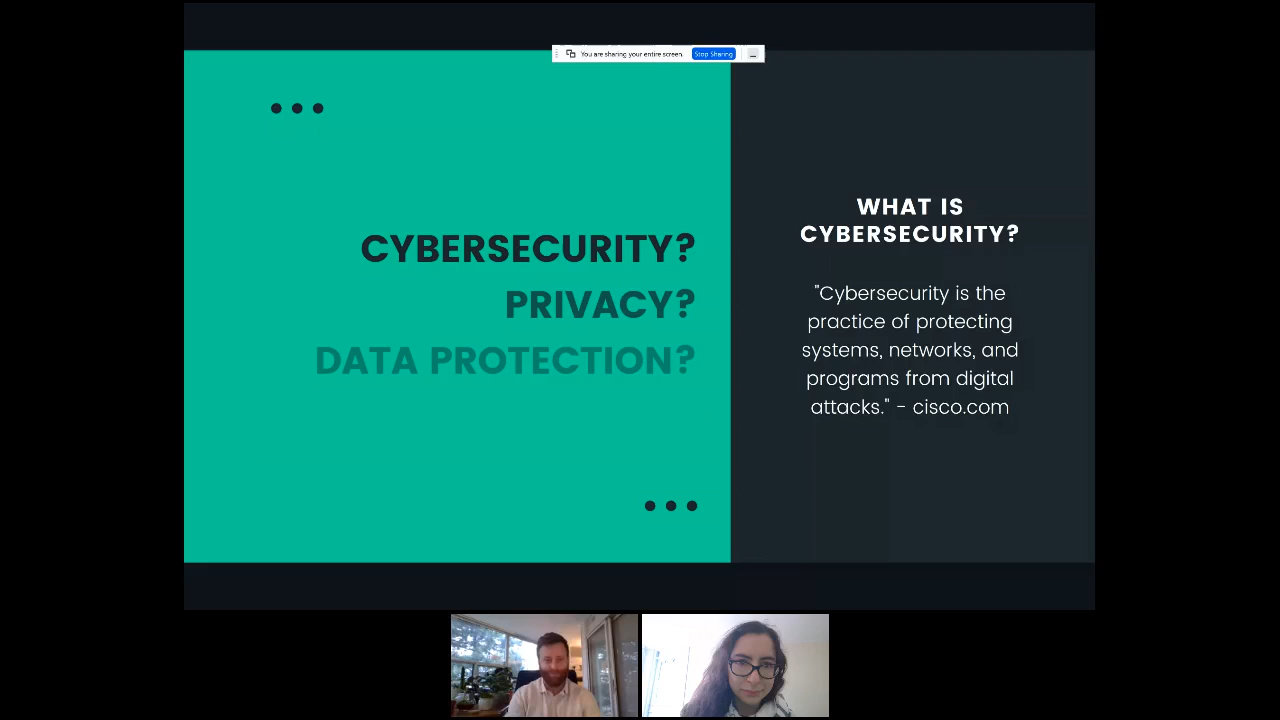 You are sharing your entire screen.
Stop Sharing
CYBERSECURITY?
PRIVACY?
DATA PROTECTION?
WHAT IS
CYBERSECURITY?
"Cybersecurity is the
practice of protecting
systems, networks, and
programs from digital
attacks." - cisco.com